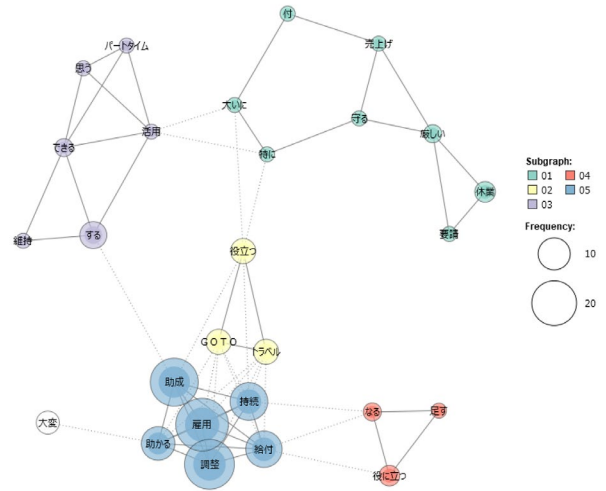 付
パートタイム
売上げ
思う
大いに
守る
活用
厳しい
できる
特に
休業
維持
する
要請
役立つ
ＧＯＴＯ
トラベル
助成
持続
なる
足す
大変
雇用
助かる
給付
調整
役に立つ
Subgraph:
01 04
02 05
03
Frequency:
10
20